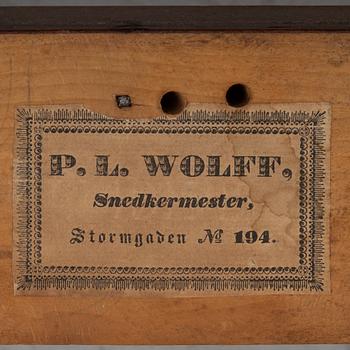 P. L. WOLFF,
Snedkermester,
Stormgaden № 194.